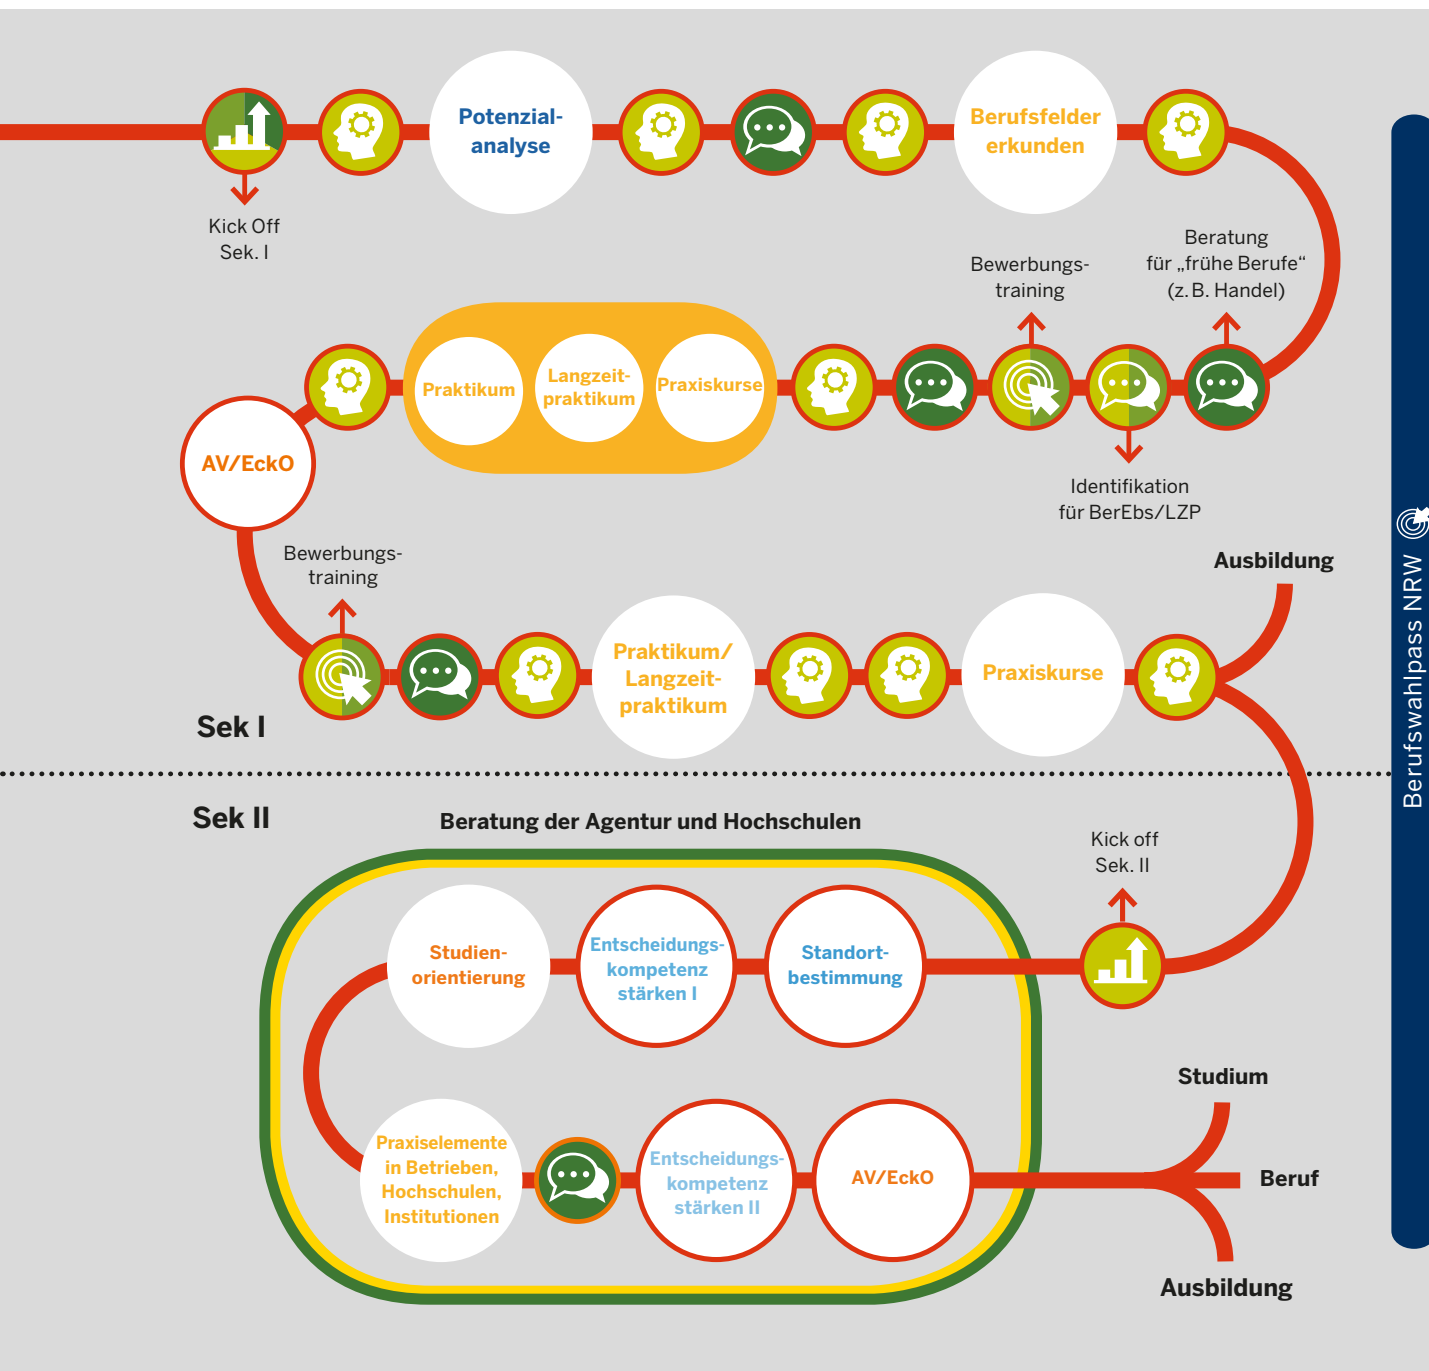 Potenzial-
analyse
Berufsfelder
erkunden
Kick Off
Sek. I
Beratung
für „frühe Berufe“
(z. B. Handel)
Bewerbungs-
training
Praktikum
Langzeit-
praktikum
Praxiskurse
AV/EckO
Identifikation
für BerEbs/LZP
Bewerbungs-
training
Ausbildung
Praktikum/
Langzeit-
praktikum
Praxiskurse
Berufswahlpass NRW
Sek I
Sek II
Beratung der Agentur und Hochschulen
Kick off
Sek. II
Studien-
orientierung
Entscheidungs-
kompetenz
stärken I
Standort-
bestimmung
Praxiselemente
in Betrieben,
Hochschulen,
Institutionen
Entscheidungs-
kompetenz
stärken II
AV/EckO
Studium
Beruf
Ausbildung